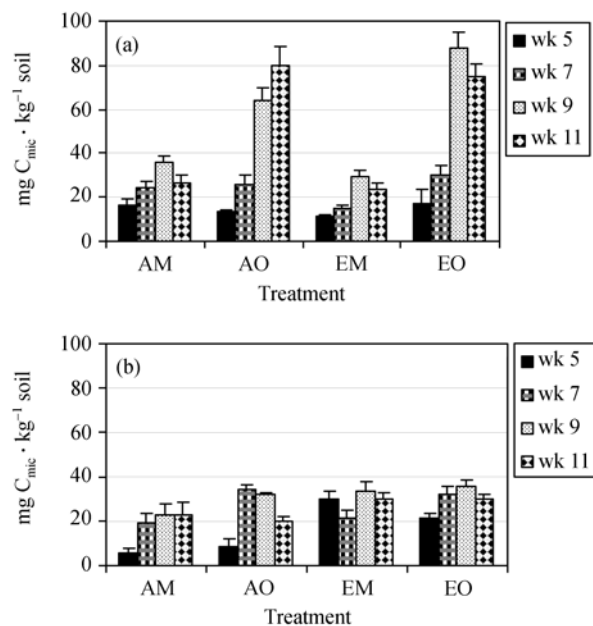 (a)
mg C_mic · kg⁻¹ soil
100
80
60
40
20
0
AM AO EM EO
Treatment
wk 5
wk 7
wk 9
wk 11
(b)
mg C_mic · kg⁻¹ soil
100
80
60
40
20
0
AM AO EM EO
Treatment
wk 5
wk 7
wk 9
wk 11